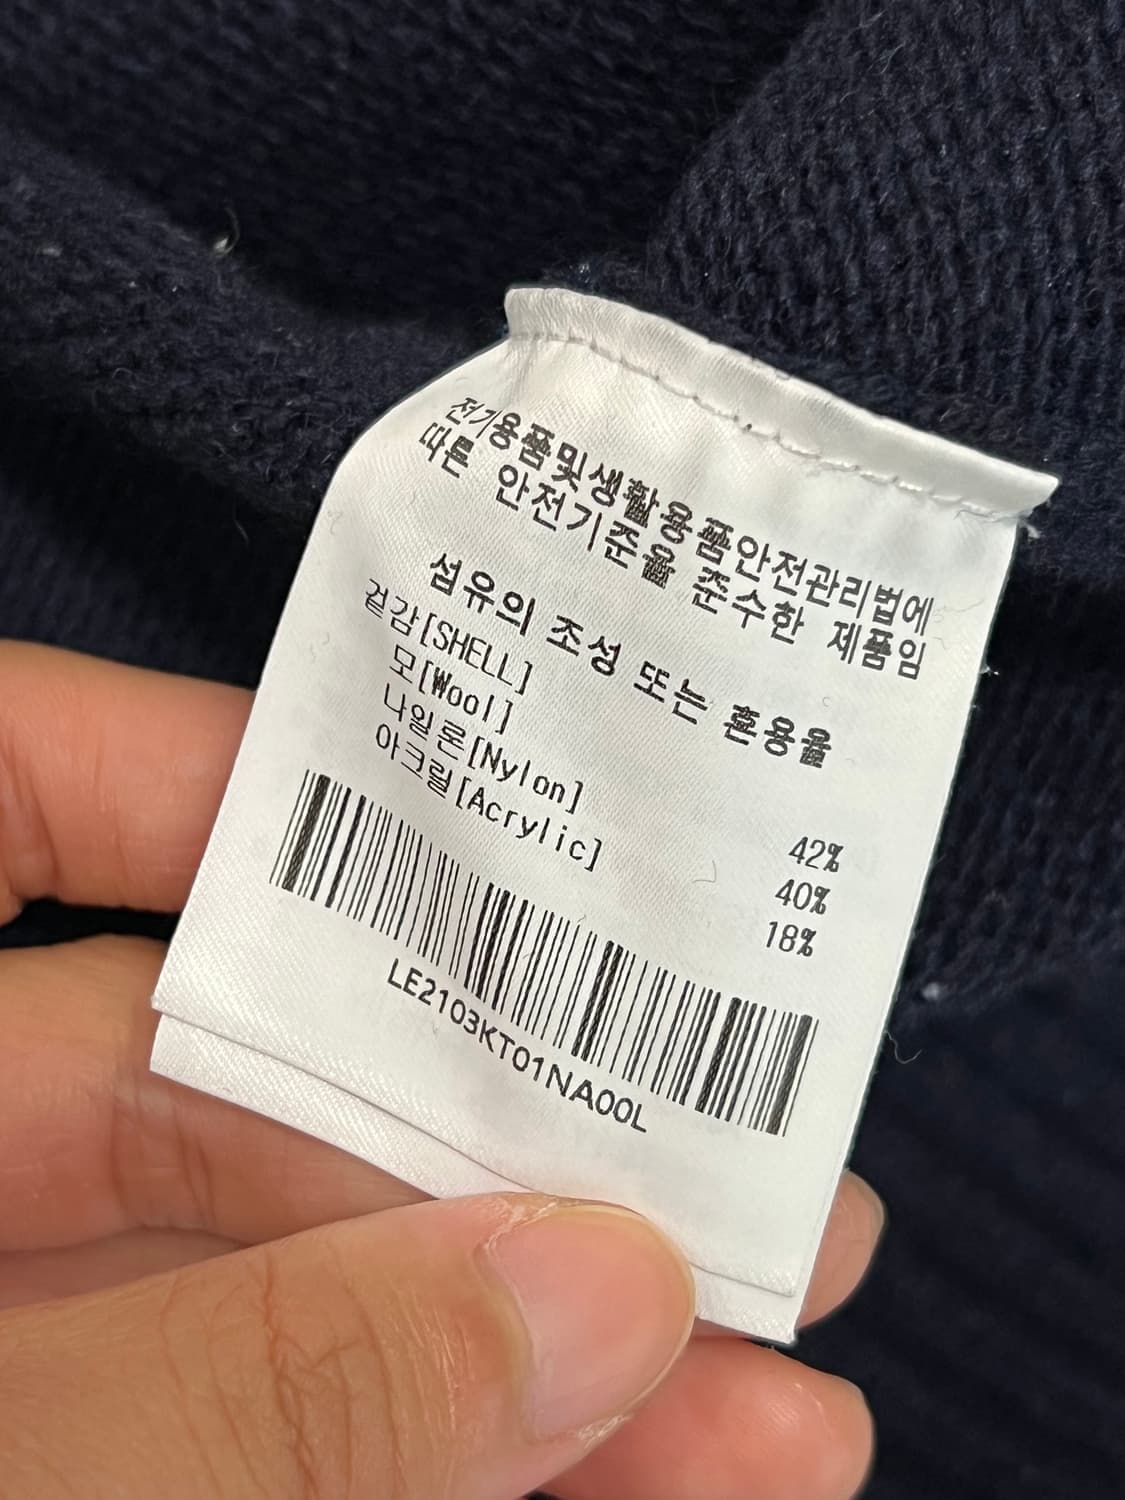 전기용품및생활용품안전관리법에
따른 안전기준을 준수한 제품임
섬유의 조성 또는 혼용율
겉감[SHELL]
모[Wool] 42%
나일론[Nylon] 40%
아크릴[Acrylic] 18%
LE2103KT01NA00L